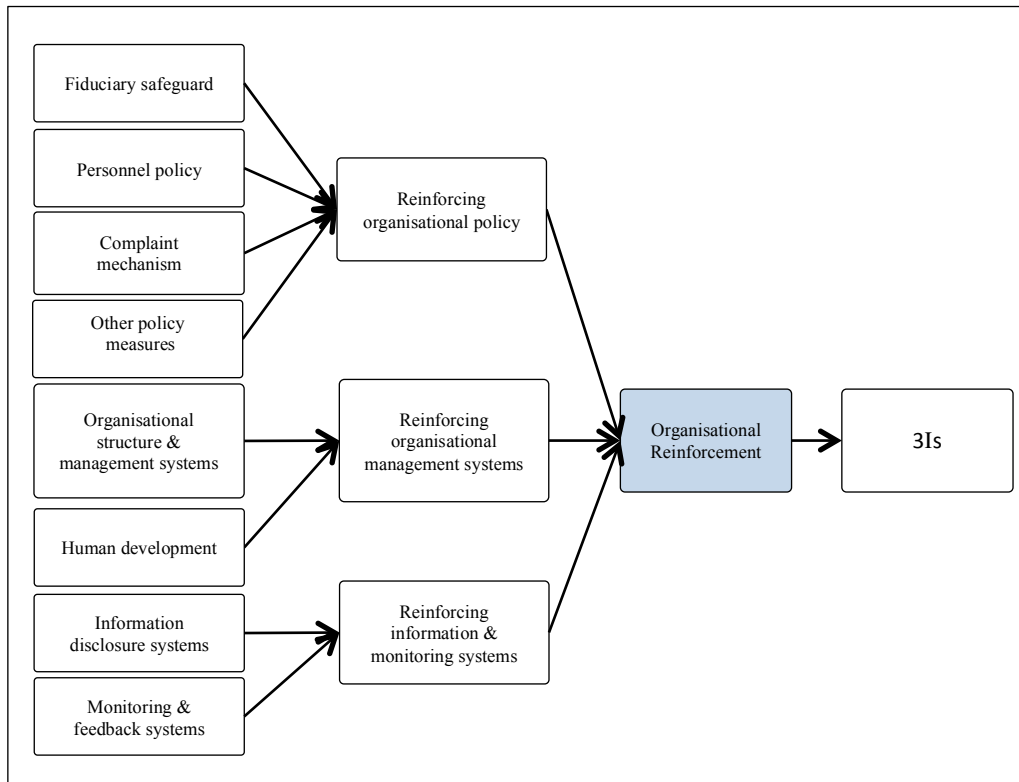 Fiduciary safeguard
Personnel policy
Complaint
mechanism
Other policy
measures
Organisational
structure &
management systems
Human development
Information
disclosure systems
Monitoring &
feedback systems
Reinforcing
organisational policy
Reinforcing
organisational
management systems
Reinforcing
information &
monitoring systems
Organisational
Reinforcement
3Is